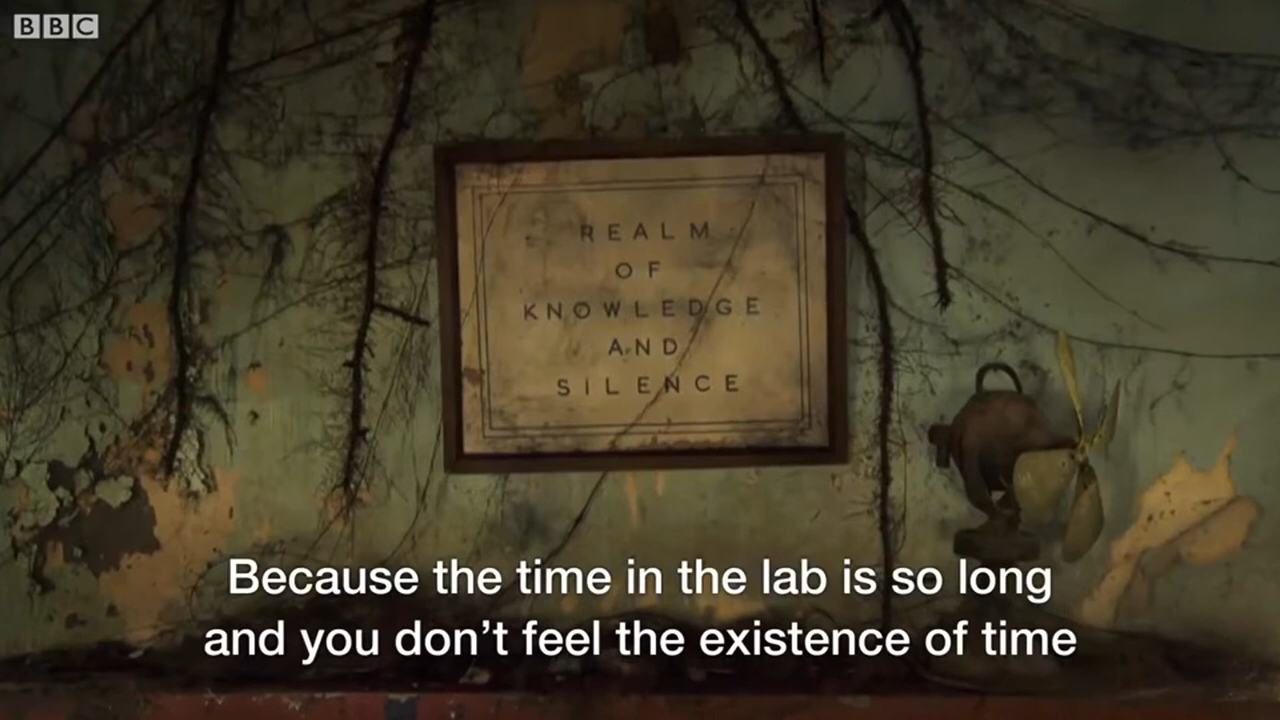 BBC
REALM
OF
KNOWLEDGE
AND
SILENCE
Because the time in the lab is so long
and you don't feel the existence of time